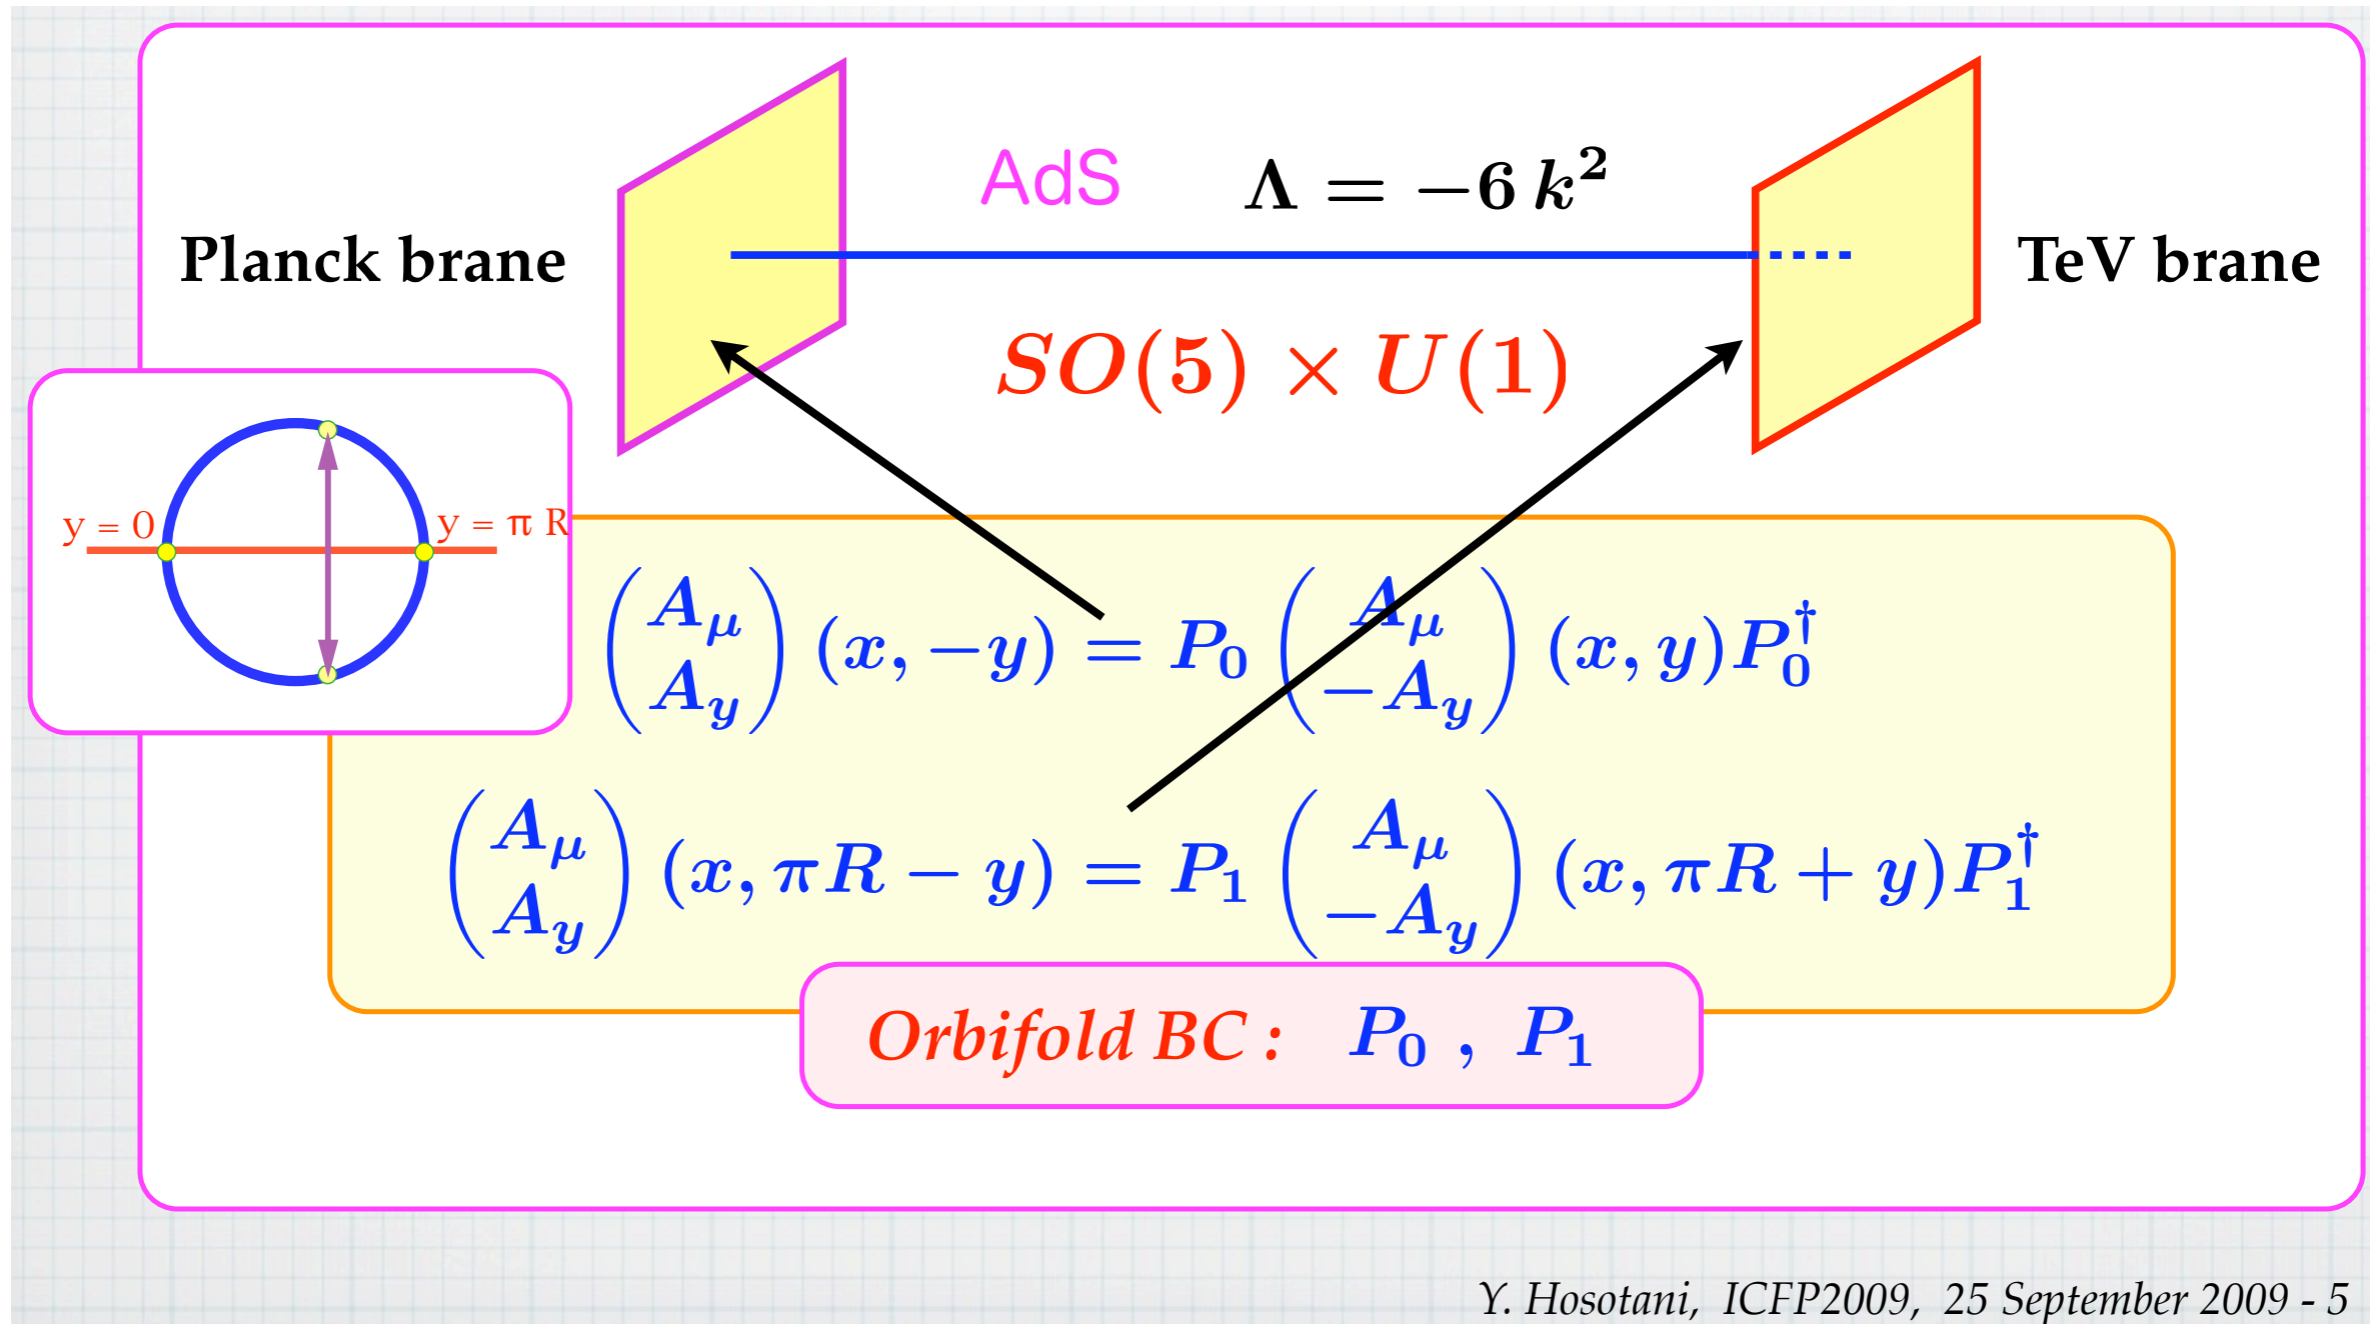 AdS Λ = −6 k²
Planck brane
TeV brane
SO(5) × U(1)
y = 0
y = π R
(A_μ A_y) (x, −y) = P₀ (A_μ −A_y) (x, y)P₀†
(A_μ A_y) (x, πR − y) = P₁ (A_μ −A_y) (x, πR + y)P₁†
Orbifold BC : P₀ , P₁
Y. Hosotani, ICFP2009, 25 September 2009 - 5